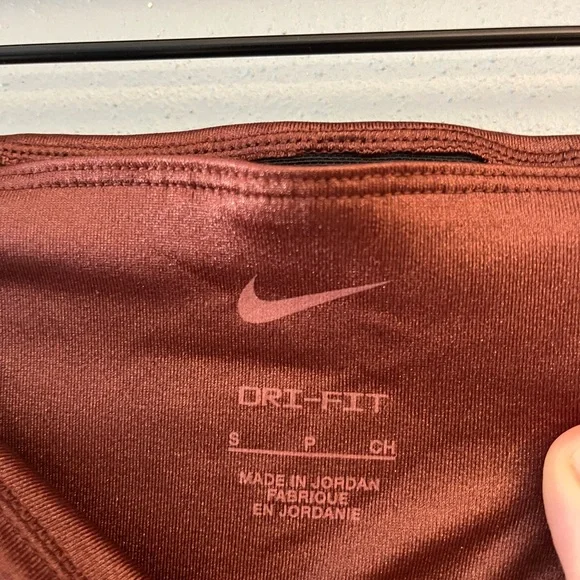 DRI-FIT
S P CH
MADE IN JORDAN
FABRIQUE
EN JORDANIE